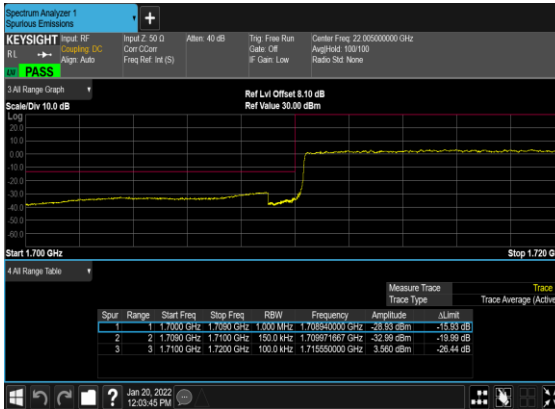 Spectrum Analyzer 1
Spurious Emissions
+
KEYSIGHT Input: RF
RL
Coupling: DC
Align: Auto
Input Z: 50 Ω
Corr CCorr
Freq Ref: Int (S)
Atten: 40 dB
Trig: Free Run
Gate: Off
IF Gain: Low
Center Freq: 22.005000000 GHz
Avg|Hold: 100/100
Radio Std: None
PASS
3 All Range Graph
Ref Lvl Offset 8.10 dB
Scale/Div 10.0 dB
Ref Value 30.00 dBm
Log
20.0
10.0
0.00
-10.0
-20.0
-30.0
-40.0
-50.0
-60.0
Start 1.700 GHz
Stop 1.720 G
4 All Range Table
Measure Trace Trace
Trace Type Trace Average (Active
Spur Range Start Freq Stop Freq RBW Frequency Amplitude ΔLimit
1 1 1.7000 GHz 1.7090 GHz 1.000 MHz 1.708940000 GHz -28.93 dBm -15.93 dB
2 2 1.7090 GHz 1.7100 GHz 150.0 kHz 1.709971667 GHz -32.99 dBm -19.99 dB
3 3 1.7100 GHz 1.7200 GHz 100.0 kHz 1.715550000 GHz 3.560 dBm -26.44 dB
?
Jan 20, 2022
12:03:45 PM